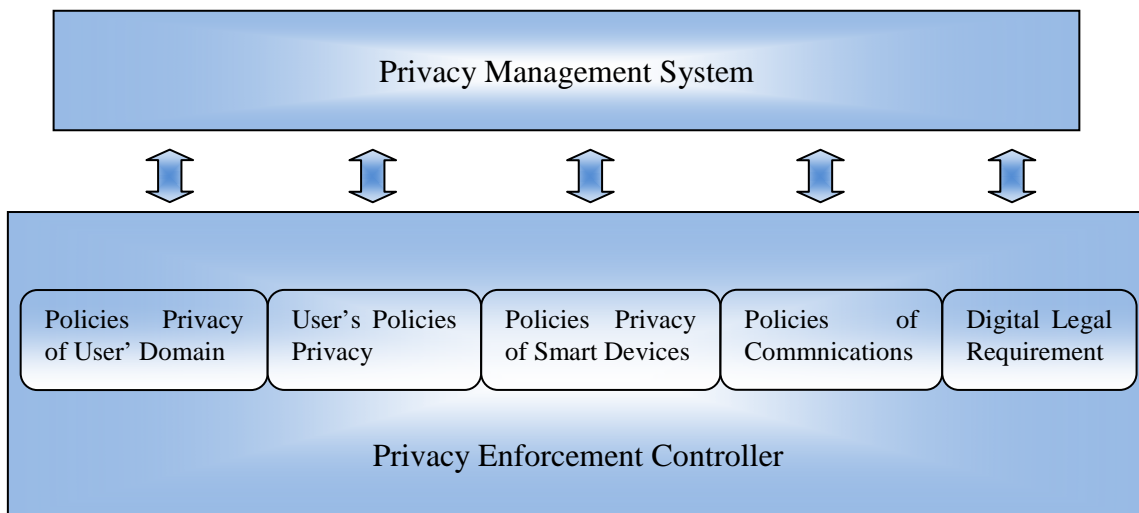 Privacy Management System
Policies Privacy
of User' Domain
User's Policies
Privacy
Policies Privacy
of Smart Devices
Policies of
Commnications
Digital Legal
Requirement
Privacy Enforcement Controller